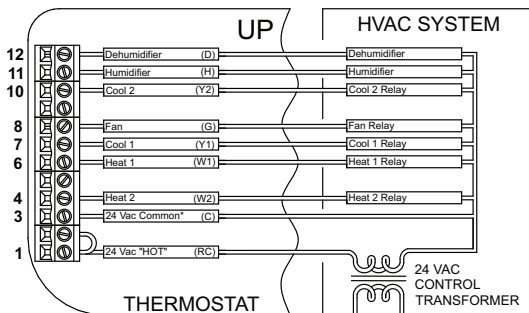 UP HVAC SYSTEM
12 Dehumidifier (D) Dehumidifier
11 Humidifier (H) Humidifier
10 Cool 2 (Y2) Cool 2 Relay
8 Fan (G) Fan Relay
7 Cool 1 (Y1) Cool 1 Relay
6 Heat 1 (W1) Heat 1 Relay
4 Heat 2 (W2) Heat 2 Relay
3 24 Vac Common* (C)
1 24 Vac "HOT" (RC)
24 VAC
CONTROL
TRANSFORMER
THERMOSTAT